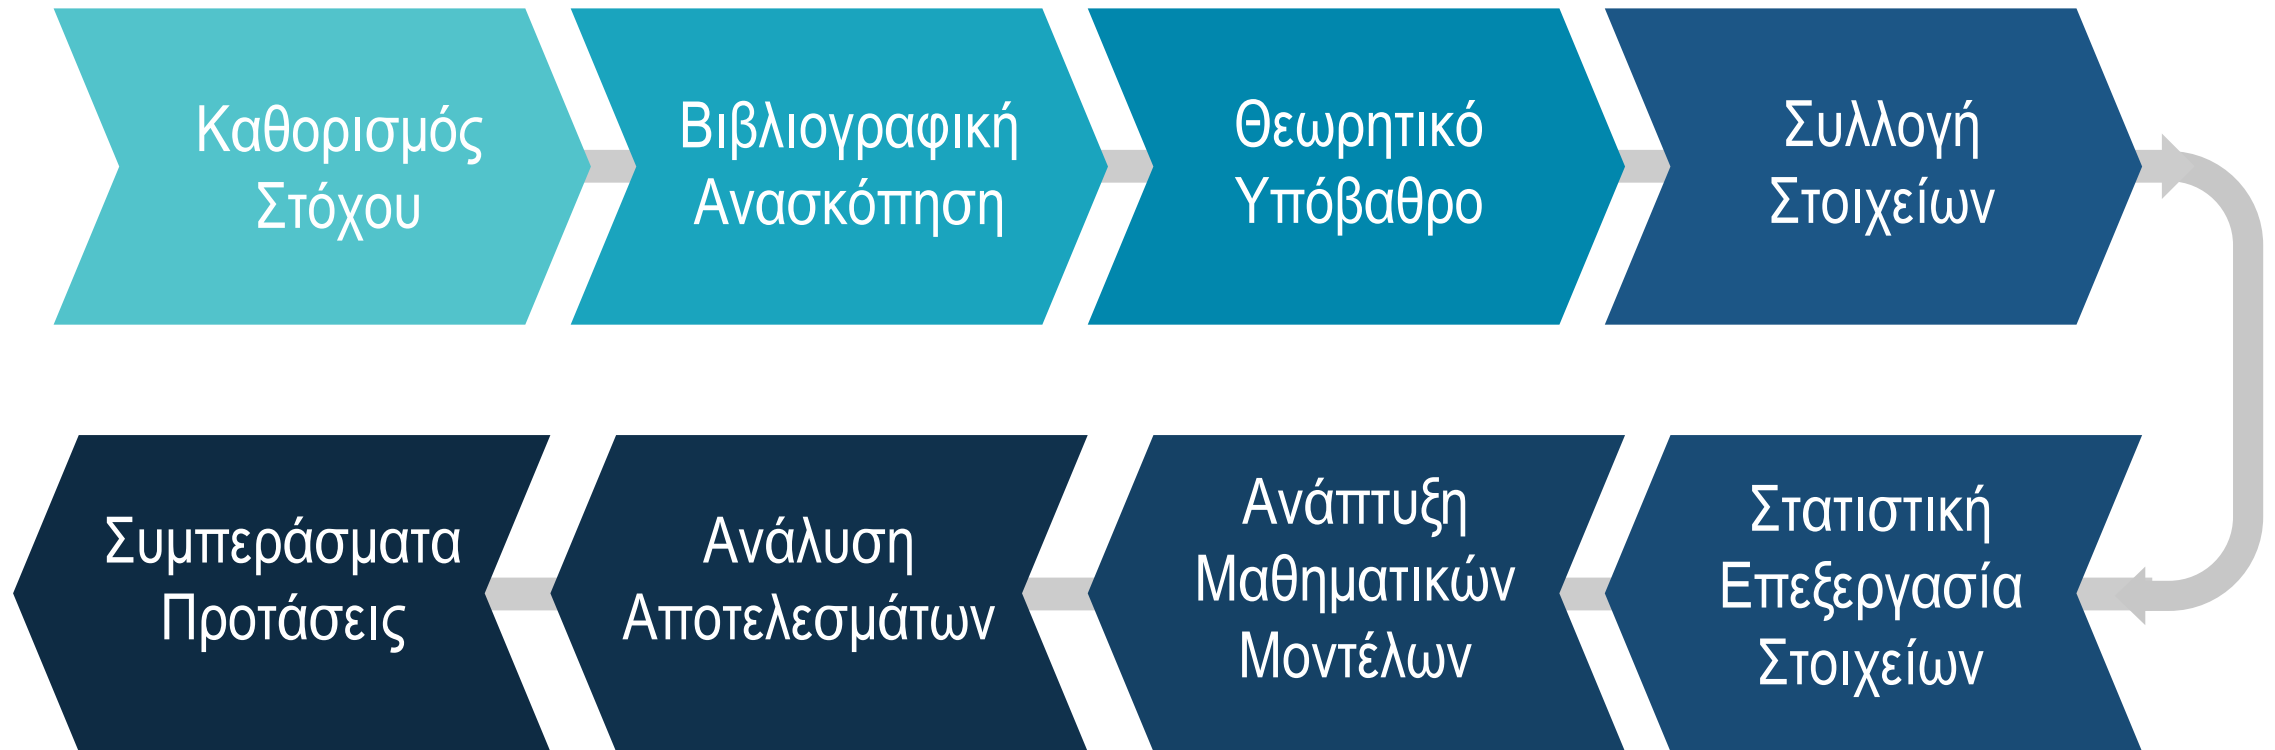 Καθορισμός
Στόχου
Βιβλιογραφική
Ανασκόπηση
Θεωρητικό
Υπόβαθρο
Συλλογή
Στοιχείων
Στατιστική
Επεξεργασία
Στοιχείων
Ανάπτυξη
Μαθηματικών
Μοντέλων
Ανάλυση
Αποτελεσμάτων
Συμπεράσματα
Προτάσεις